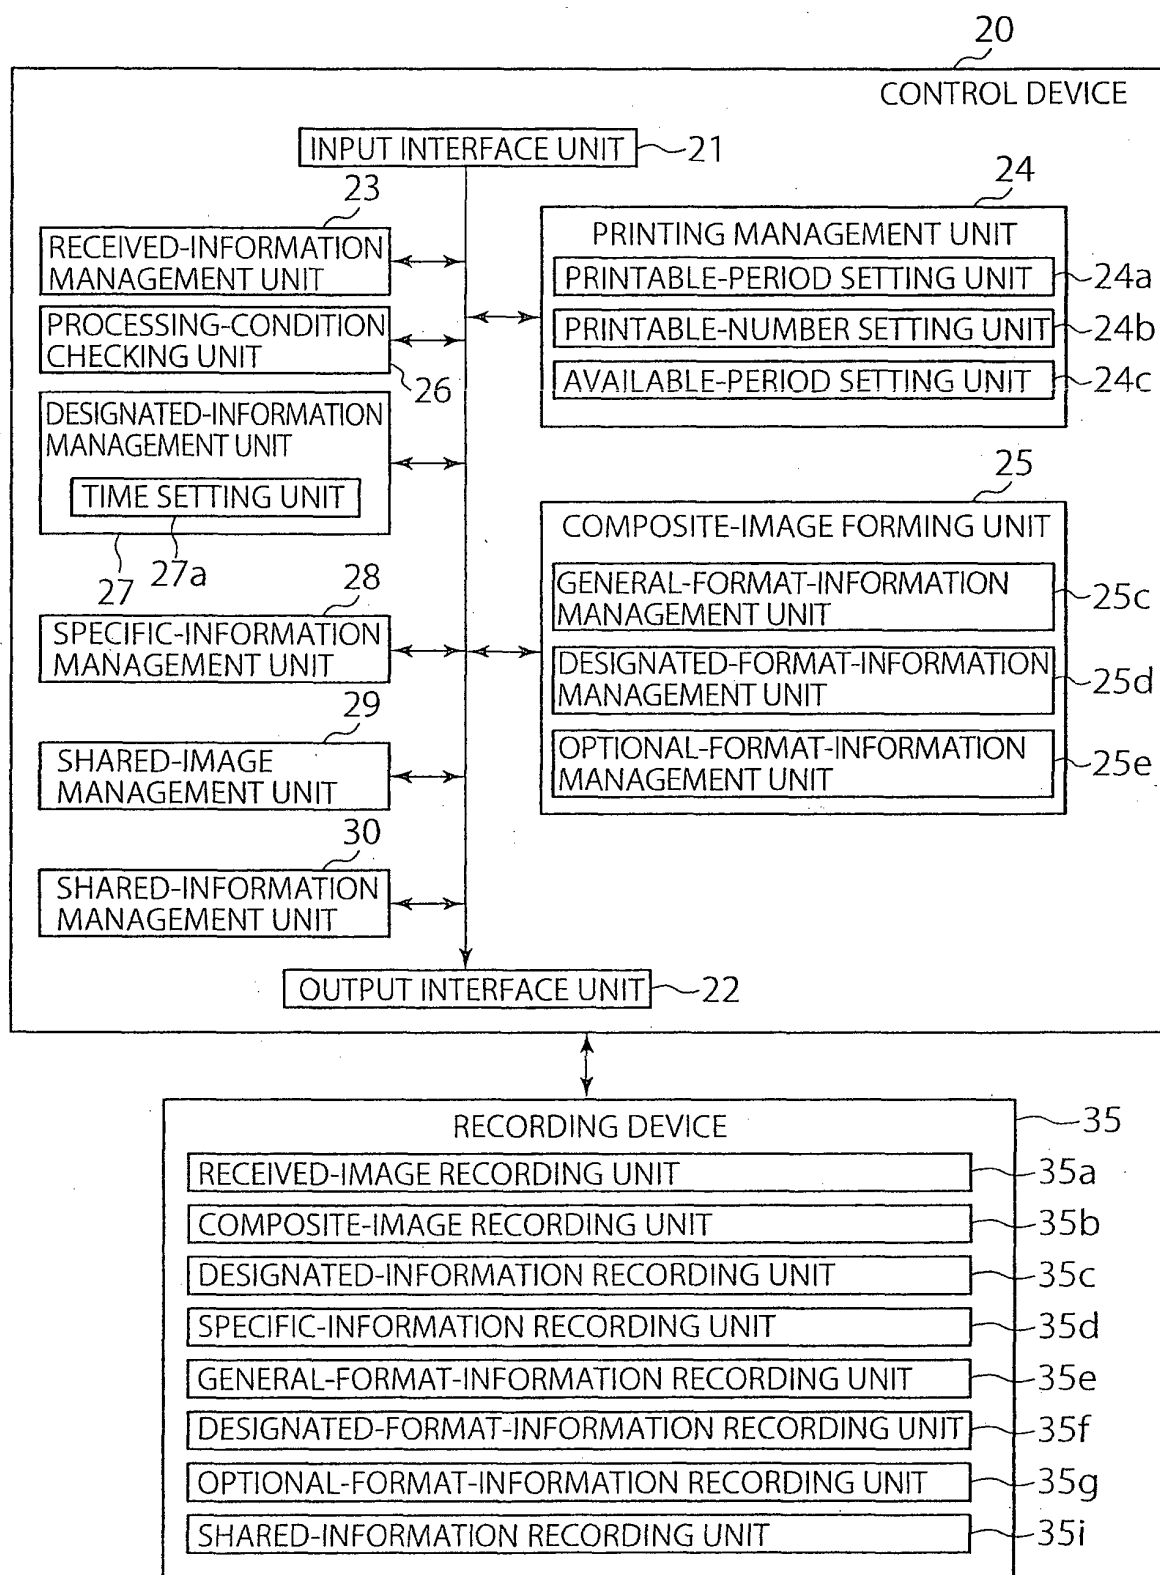 20
CONTROL DEVICE
INPUT INTERFACE UNIT
21
23
RECEIVED-INFORMATION
MANAGEMENT UNIT
PROCESSING-CONDITION
CHECKING UNIT
26
DESIGNATED-INFORMATION
MANAGEMENT UNIT
TIME SETTING UNIT
27
27a
28
SPECIFIC-INFORMATION
MANAGEMENT UNIT
29
SHARED-IMAGE
MANAGEMENT UNIT
30
SHARED-INFORMATION
MANAGEMENT UNIT
24
PRINTING MANAGEMENT UNIT
PRINTABLE-PERIOD SETTING UNIT
24a
PRINTABLE-NUMBER SETTING UNIT
24b
AVAILABLE-PERIOD SETTING UNIT
24c
25
COMPOSITE-IMAGE FORMING UNIT
GENERAL-FORMAT-INFORMATION
MANAGEMENT UNIT
25c
DESIGNATED-FORMAT-INFORMATION
MANAGEMENT UNIT
25d
OPTIONAL-FORMAT-INFORMATION
MANAGEMENT UNIT
25e
OUTPUT INTERFACE UNIT
22
RECORDING DEVICE
35
RECEIVED-IMAGE RECORDING UNIT
35a
COMPOSITE-IMAGE RECORDING UNIT
35b
DESIGNATED-INFORMATION RECORDING UNIT
35c
SPECIFIC-INFORMATION RECORDING UNIT
35d
GENERAL-FORMAT-INFORMATION RECORDING UNIT
35e
DESIGNATED-FORMAT-INFORMATION RECORDING UNIT
35f
OPTIONAL-FORMAT-INFORMATION RECORDING UNIT
35g
SHARED-INFORMATION RECORDING UNIT
35i